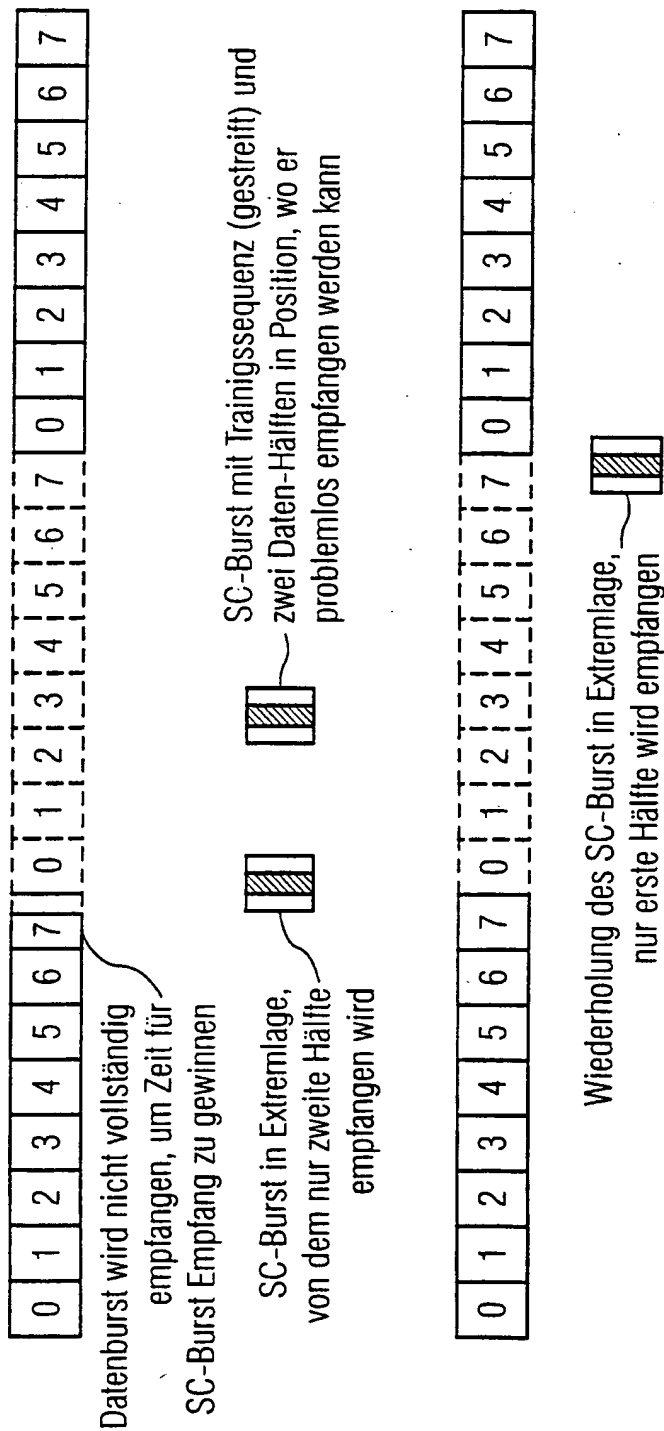 0 1 2 3 4 5 6 7 0 1 2 3 4 5 6 7 0 1 2 3 4 5 6 7
Datenburst wird nicht vollständig
empfangen, um Zeit für
SC-Burst Empfang zu gewinnen
SC-Burst in Extremlage,
von dem nur zweite Hälfte
empfangen wird
SC-Burst mit Trainigssequenz (gestreift) und
zwei Daten-Hälften in Position, wo er
problemlos empfangen werden kann
0 1 2 3 4 5 6 7 0 1 2 3 4 5 6 7 0 1 2 3 4 5 6 7
Wiederholung des SC-Burst in Extremlage,
nur erste Hälfte wird empfangen